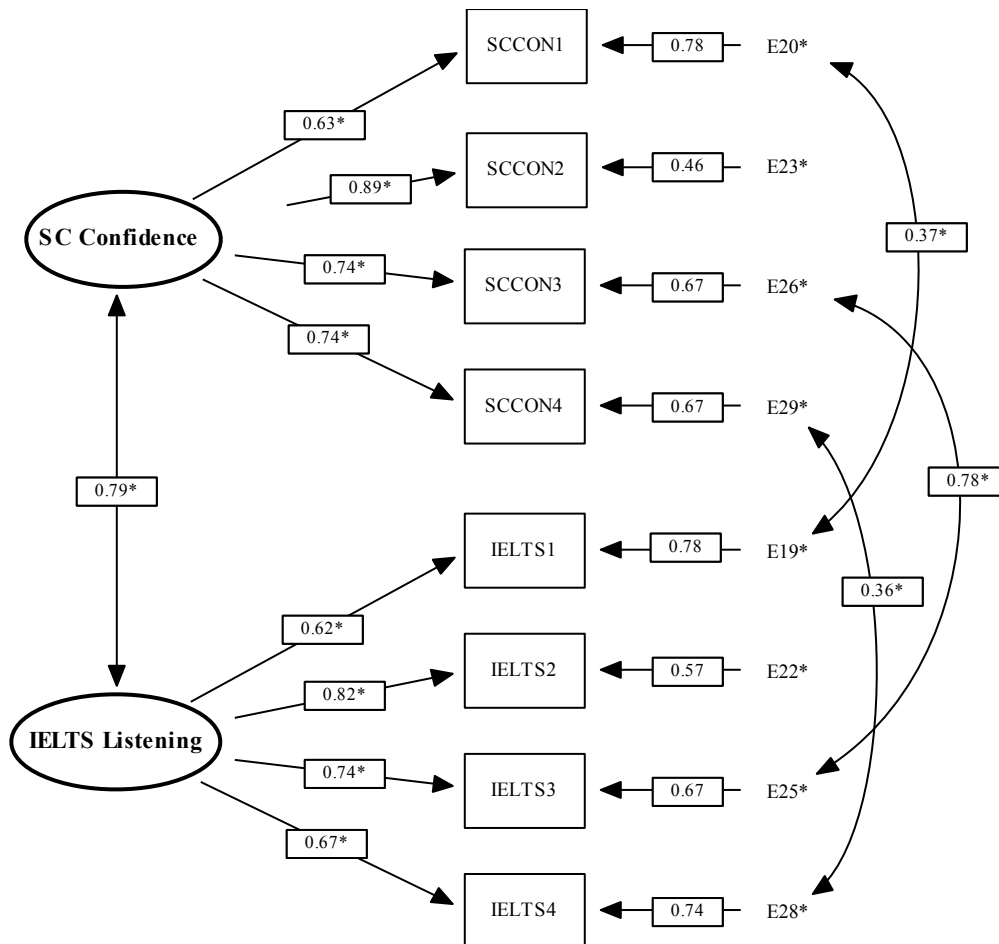 SCCON1
0.78
E20*
0.63*
SCCON2
0.46
E23*
0.89*
SC Confidence
0.37*
SCCON3
0.67
E26*
0.74*
0.74*
SCCON4
0.67
E29*
0.79*
0.78*
IELTS1
0.78
E19*
0.36*
0.62*
IELTS2
0.57
E22*
0.82*
IELTS Listening
0.74*
IELTS3
0.67
E25*
0.67*
IELTS4
0.74
E28*